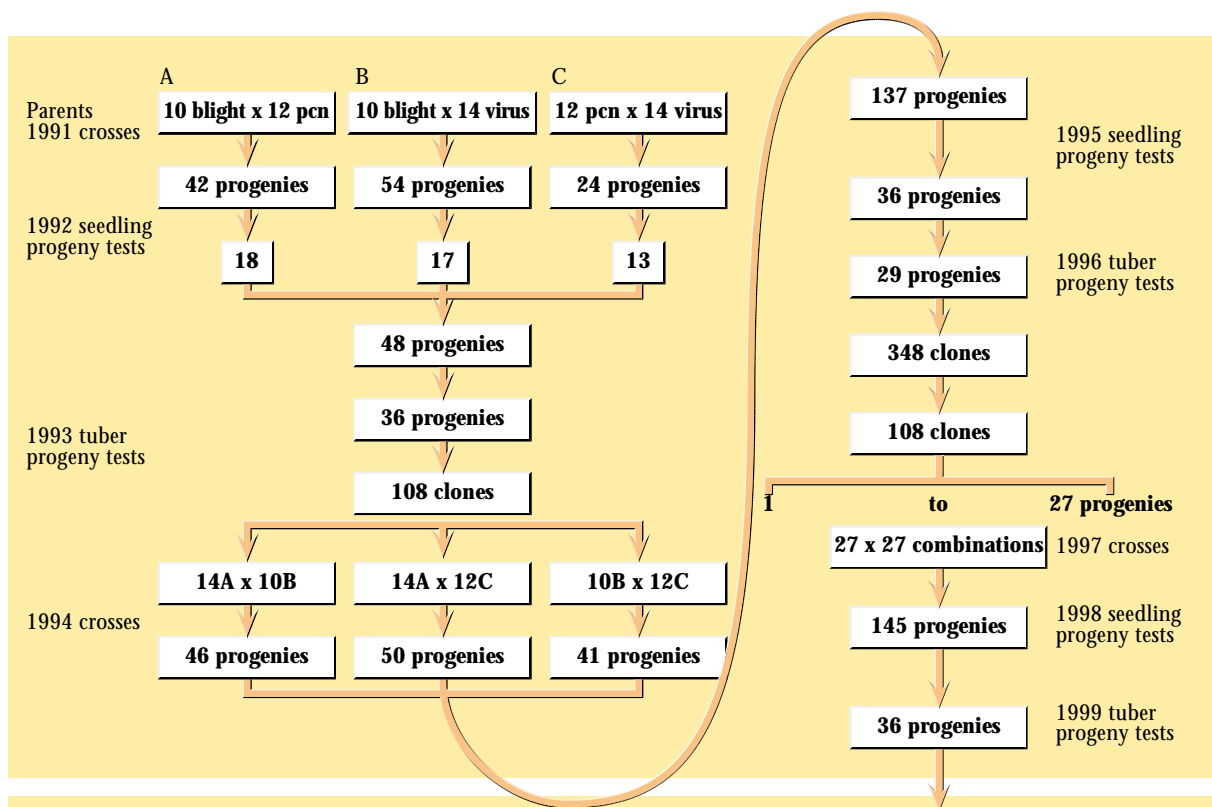 A
B
C
Parents
1991 crosses
10 blight x 12 pcn
10 blight x 14 virus
12 pcn x 14 virus
42 progenies
54 progenies
24 progenies
1992 seedling
progeny tests
18
17
13
48 progenies
36 progenies
1993 tuber
progeny tests
108 clones
14A x 10B
14A x 12C
10B x 12C
1994 crosses
46 progenies
50 progenies
41 progenies
137 progenies
1995 seedling
progeny tests
36 progenies
29 progenies
1996 tuber
progeny tests
348 clones
108 clones
1 to 27 progenies
27 x 27 combinations
1997 crosses
145 progenies
1998 seedling
progeny tests
36 progenies
1999 tuber
progeny tests